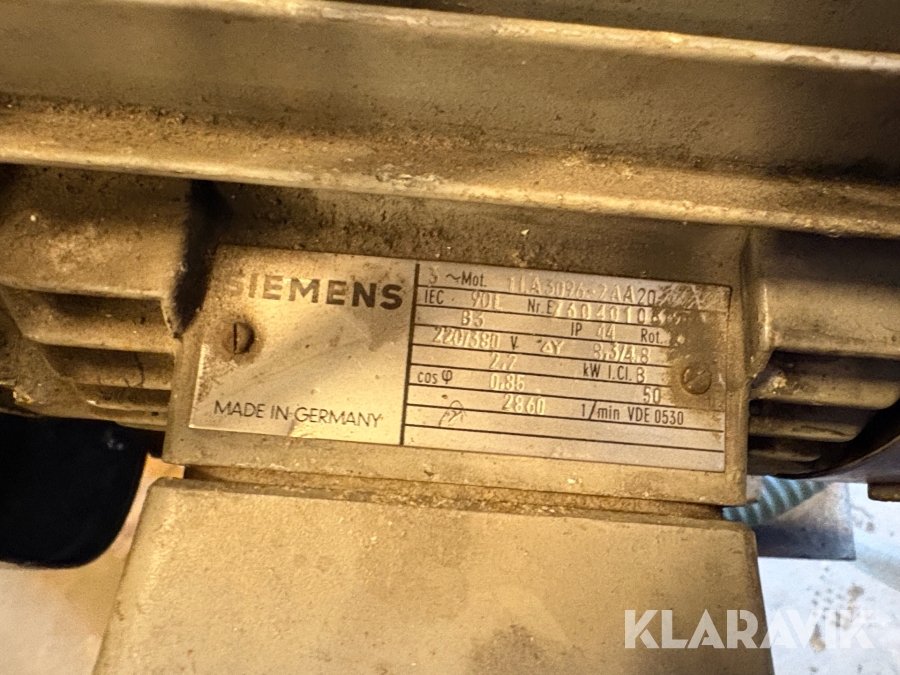 SIEMENS
3 ~Mot. 1LA3096-2AA20
IEC 90L Nr.E
B3 IP 44 Rot.
220/380 V ΔY 8,3/4,8
2,2 kW I.Cl. B
cos φ 0,85 50
2860 1/min VDE 0530
MADE IN GERMANY
KLARAVIK